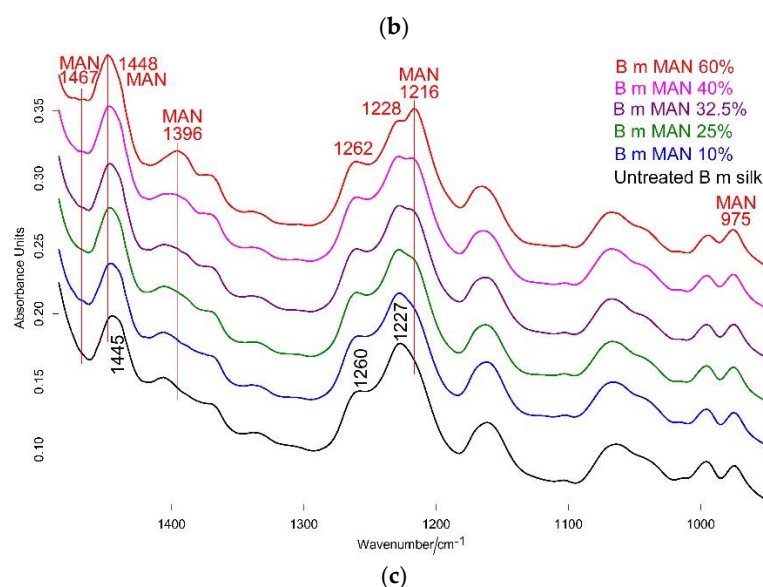 (b)
MAN
1467
1448
MAN
MAN
1396
1262
1228
MAN
1216
B m MAN 60%
B m MAN 40%
B m MAN 32.5%
B m MAN 25%
B m MAN 10%
Untreated B m silk
MAN
975
1445
1260
1227
Absorbance Units
0.35
0.30
0.25
0.20
0.15
0.10
1400
1300
1200
1100
1000
Wavenumber/cm-1
(c)